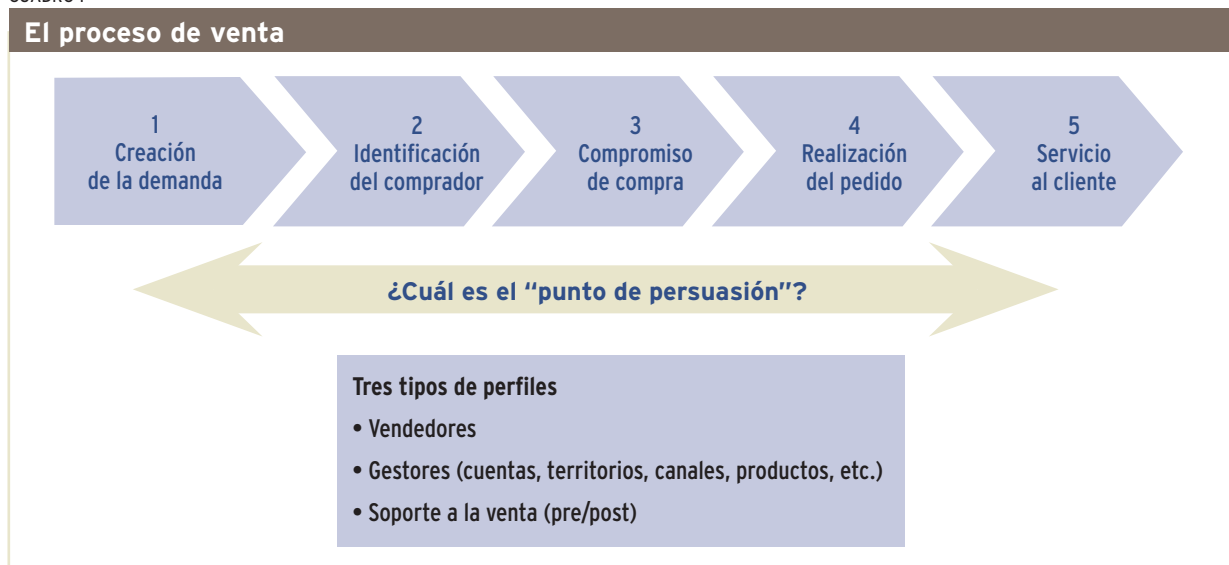 El proceso de venta
1
Creación
de la demanda
2
Identificación
del comprador
3
Compromiso
de compra
4
Realización
del pedido
5
Servicio
al cliente
¿Cuál es el “punto de persuasión”?
Tres tipos de perfiles
• Vendedores
• Gestores (cuentas, territorios, canales, productos, etc.)
• Soporte a la venta (pre/post)